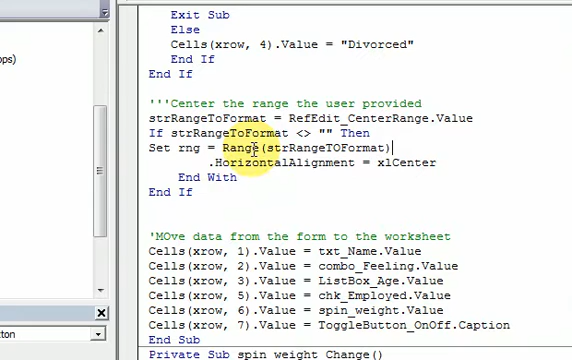 Exit Sub
Else
Cells(xrow, 4).Value = "Divorced"
End If
End If
'''Center the range the user provided
strRangeToFormat = RefEdit_CenterRange.Value
If strRangeToFormat <> "" Then
Set rng = Range(strRangeTOFormat)
.HorizontalAlignment = xlCenter
End With
End If
'MOve data from the form to the worksheet
Cells(xrow, 1).Value = txt_Name.Value
Cells(xrow, 2).Value = combo_Feeling.Value
Cells(xrow, 3).Value = ListBox_Age.Value
Cells(xrow, 5).Value = chk_Employed.Value
Cells(xrow, 6).Value = spin_weight.Value
Cells(xrow, 7).Value = ToggleButton_OnOff.Caption
End Sub
Private Sub spin_weight_Change()
ops)
tton